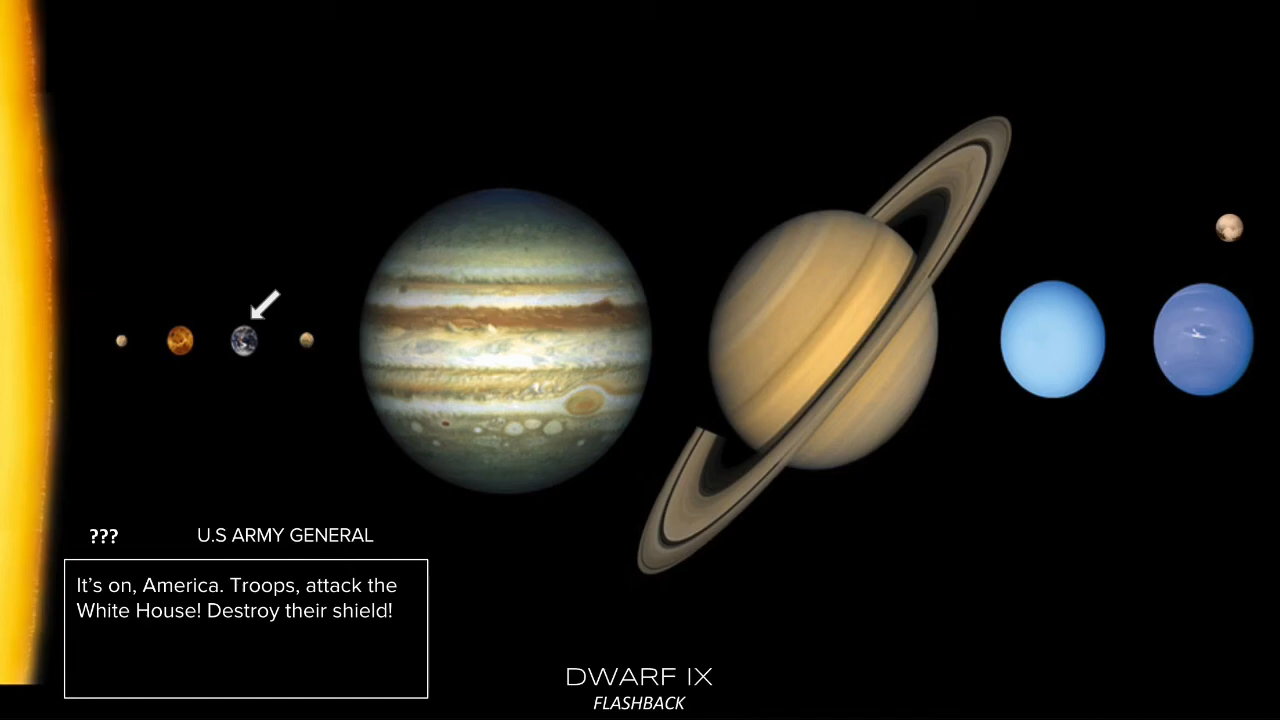 ??? U.S ARMY GENERAL
It’s on, America. Troops, attack the
White House! Destroy their shield!
DWARF IX
FLASHBACK